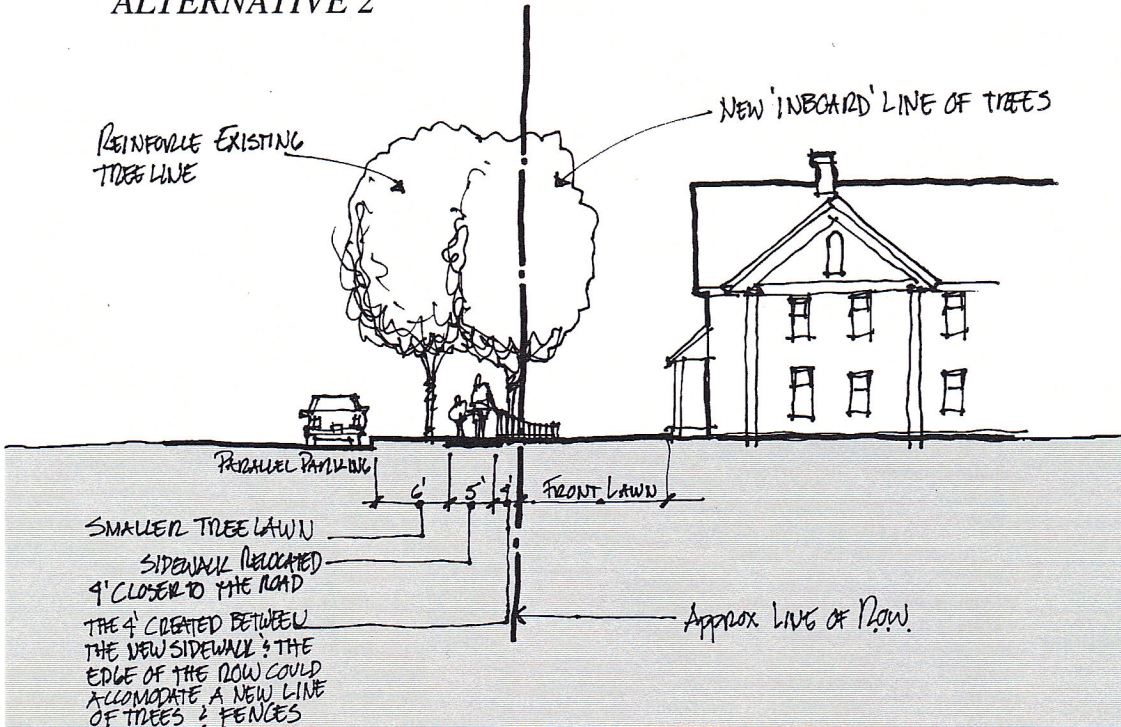 ALTERNATIVE 2
NEW 'INBOARD' LINE OF TREES
REINFORCE EXISTING
TREE LINE
PARALLEL PARKING
6' 5' 4' FRONT LAWN
SMALLER TREE LAWN
SIDEWALK RELOCATED
4' CLOSER TO THE ROAD
THE 4' CREATED BETWEEN
THE NEW SIDEWALK & THE
EDGE OF THE ROW COULD
ACCOMODATE A NEW LINE
OF TREES & FENCES
Approx LINE OF R.O.W.